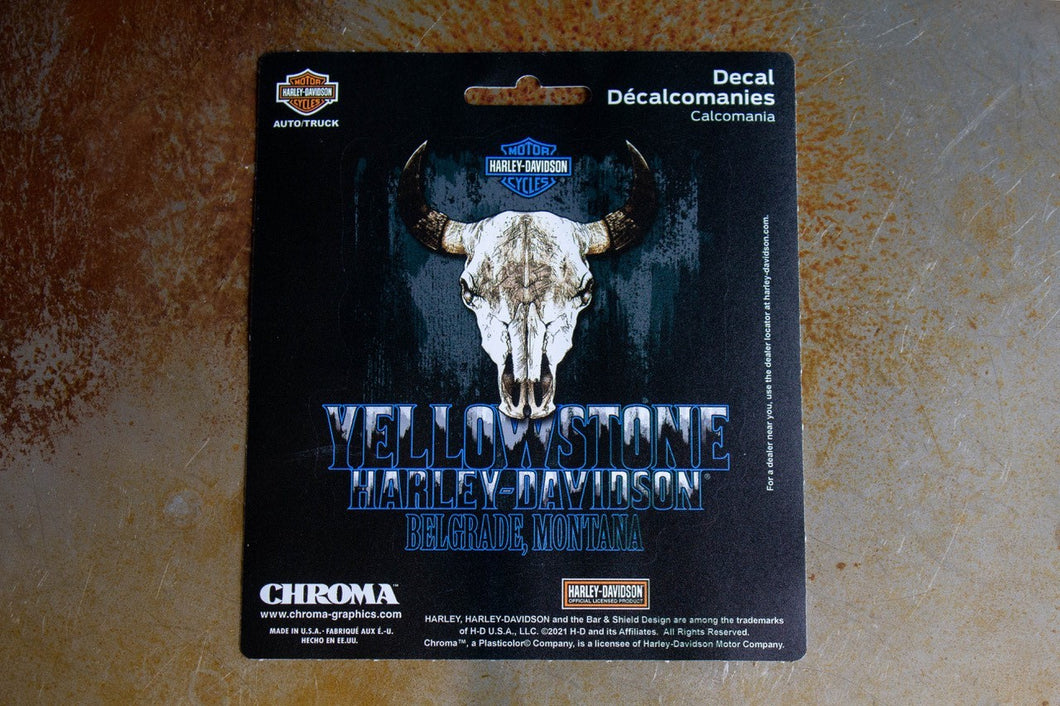 MOTOR
HARLEY-DAVIDSON
CYCLES
AUTO/TRUCK
Decal
Décalcomanies
Calcomania
MOTOR
HARLEY-DAVIDSON
CYCLES
For a dealer near you, use the dealer locator at harley-davidson.com.
YELLOWSTONE
HARLEY-DAVIDSON®
BELGRADE, MONTANA
CHROMA™
www.chroma-graphics.com
MADE IN U.S.A. - FABRIQUÉ AUX É.-U.
HECHO EN EE.UU.
HARLEY-DAVIDSON
OFFICIAL LICENSED PRODUCT
HARLEY, HARLEY-DAVIDSON and the Bar & Shield Design are among the trademarks
of H-D U.S.A., LLC. ©2021 H-D and its Affiliates. All Rights Reserved.
Chroma™, a Plasticolor© Company, is a licensee of Harley-Davidson Motor Company.